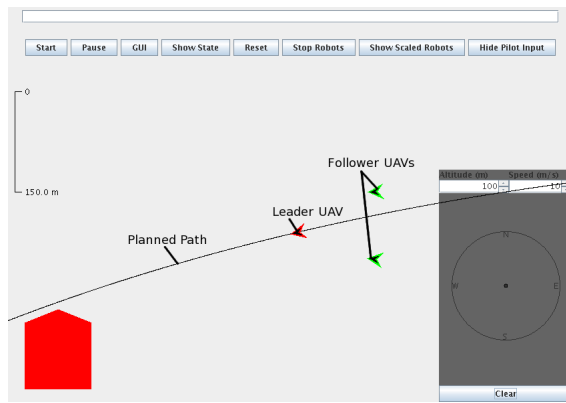 Start Pause GUI Show State Reset Stop Robots Show Scaled Robots Hide Pilot Input
0
150.0 m
Follower UAVs
Leader UAV
Planned Path
Altitude (m) Speed (m/s)
100 10
N
W E
S
Clear